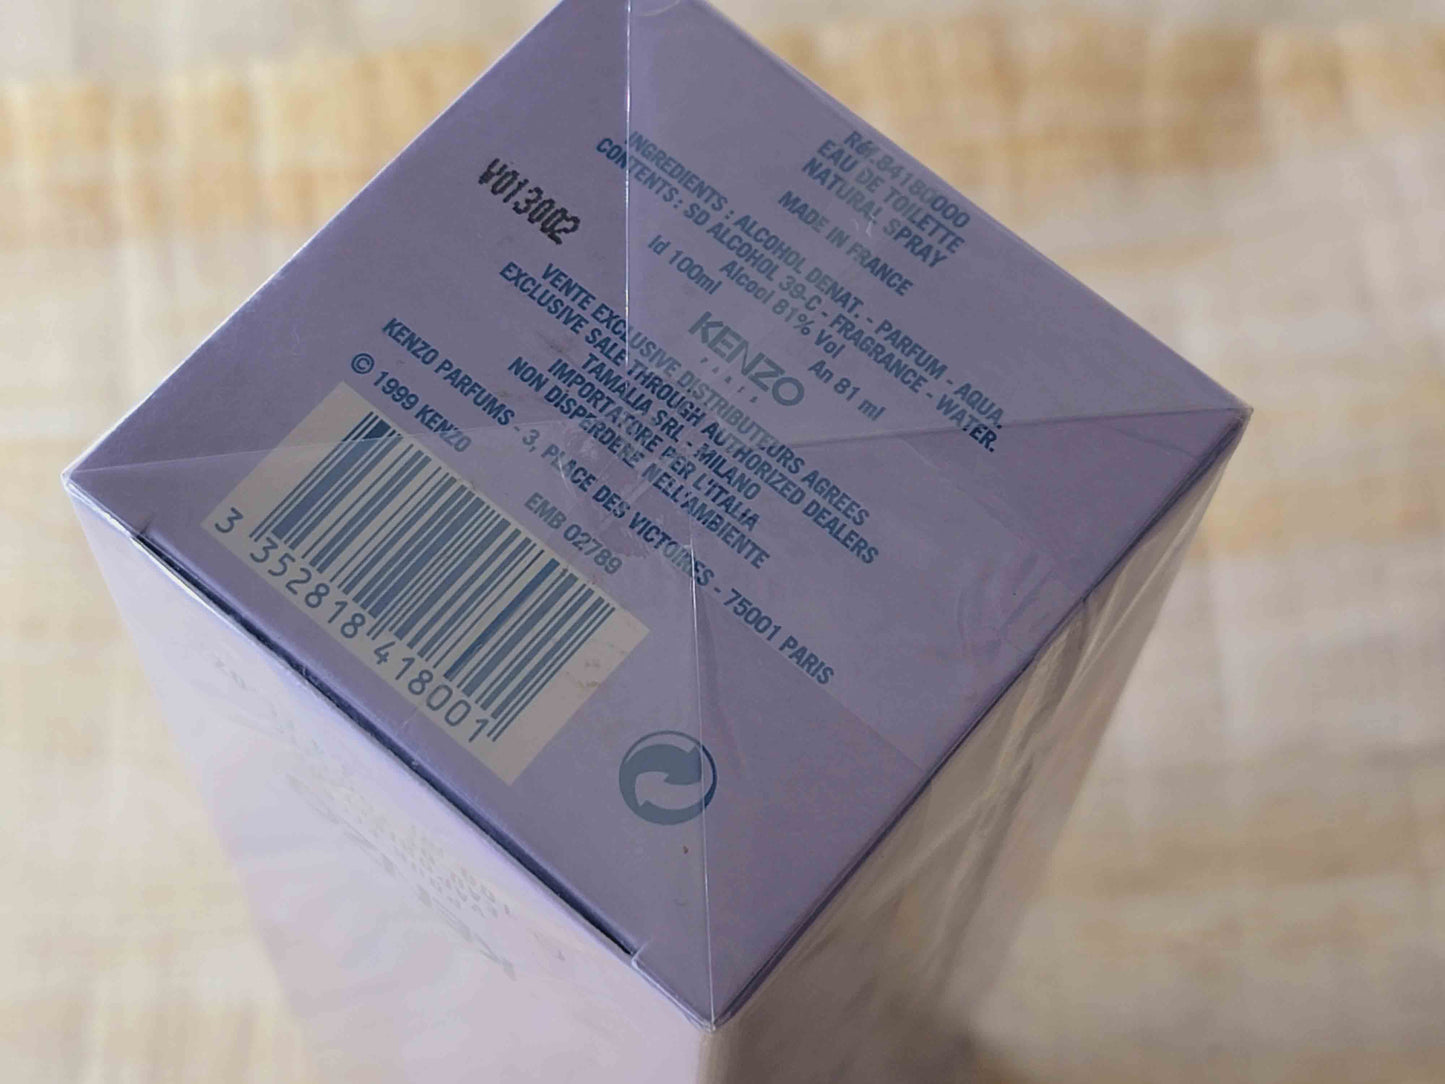 Réf.8418C000
EAU DE TOILETTE
NATURAL SPRAY
MADE IN FRANCE
INGREDIENTS : ALCOHOL DENAT. - PARFUM - AQUA.
CONTENTS : SD ALCOHOL 39-C - FRAGRANCE - WATER.
Alcool 81% Vol
Id 100ml An 81 ml
KENZO
PARIS
V013002
VENTE EXCLUSIVE DISTRIBUTEURS AGREES
EXCLUSIVE SALE THROUGH AUTHORIZED DEALERS
TAMALIA SRL - MILANO
IMPORTATORE PER L'ITALIA
NON DISPERDERE NELL'AMBIENTE
KENZO PARFUMS - 3, PLACE DES VICTOIRES - 75001 PARIS
© 1999 KENZO
EMB 02789
3 352818 418001